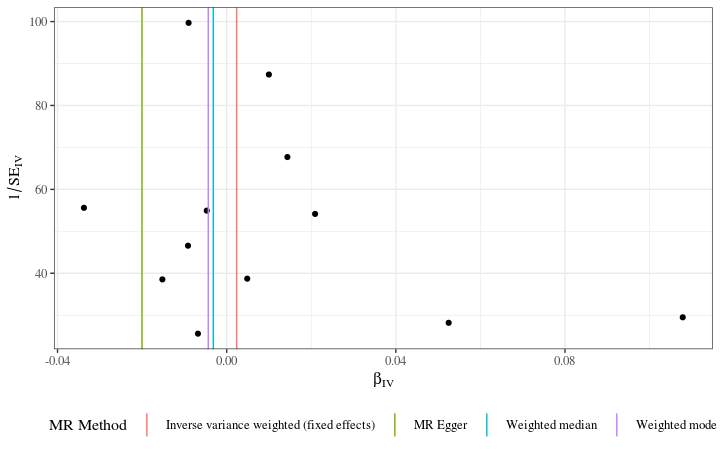 100
80
60
40
1/SE_IV
-0.04 0.00 0.04 0.08
β_IV
MR Method Inverse variance weighted (fixed effects) MR Egger Weighted median Weighted mode